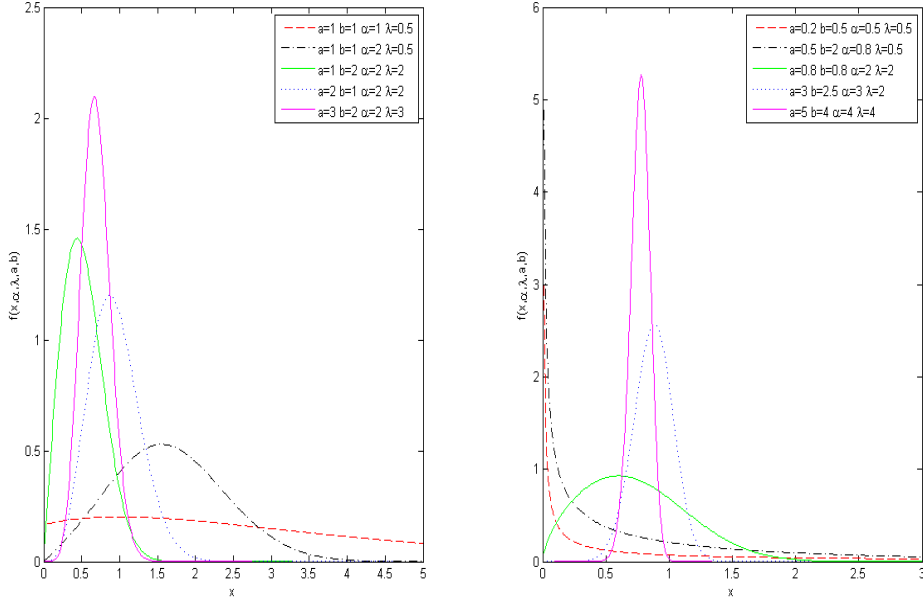 2.5
2
1.5
1
0.5
0
0 0.5 1 1.5 2 2.5 3 3.5 4 4.5 5
x
f(x,α,λ,a,b)
a=1 b=1 α=1 λ=0.5
a=1 b=1 α=2 λ=0.5
a=1 b=2 α=2 λ=2
a=2 b=1 α=2 λ=2
a=3 b=2 α=2 λ=3
6
5
4
3
2
1
0
0 0.5 1 1.5 2 2.5 3
x
f(x,α,λ,a,b)
a=0.2 b=0.5 α=0.5 λ=0.5
a=0.5 b=2 α=0.8 λ=0.5
a=0.8 b=0.8 α=2 λ=2
a=3 b=2.5 α=3 λ=2
a=5 b=4 α=4 λ=4